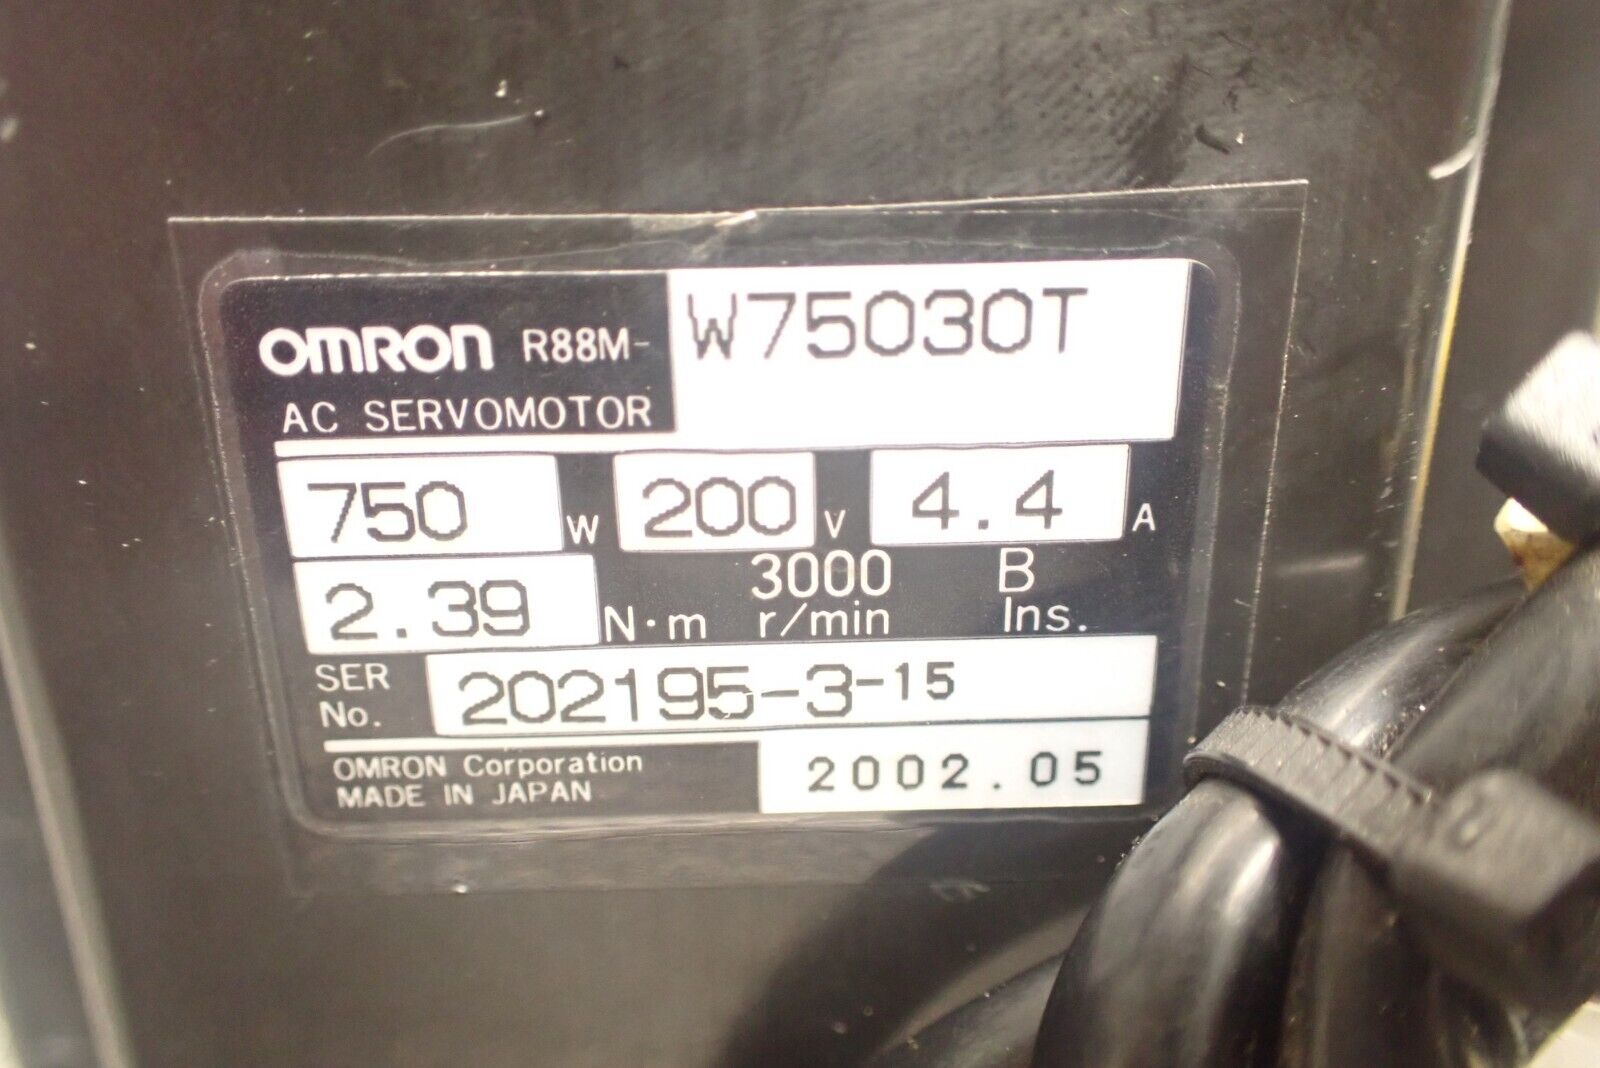 OMRON R88M- W75030T
AC SERVOMOTOR
750 W 200 V 4.4 A
2.39 N·m 3000 r/min B Ins.
SER No. 202195-3-15
OMRON Corporation
MADE IN JAPAN 2002.05